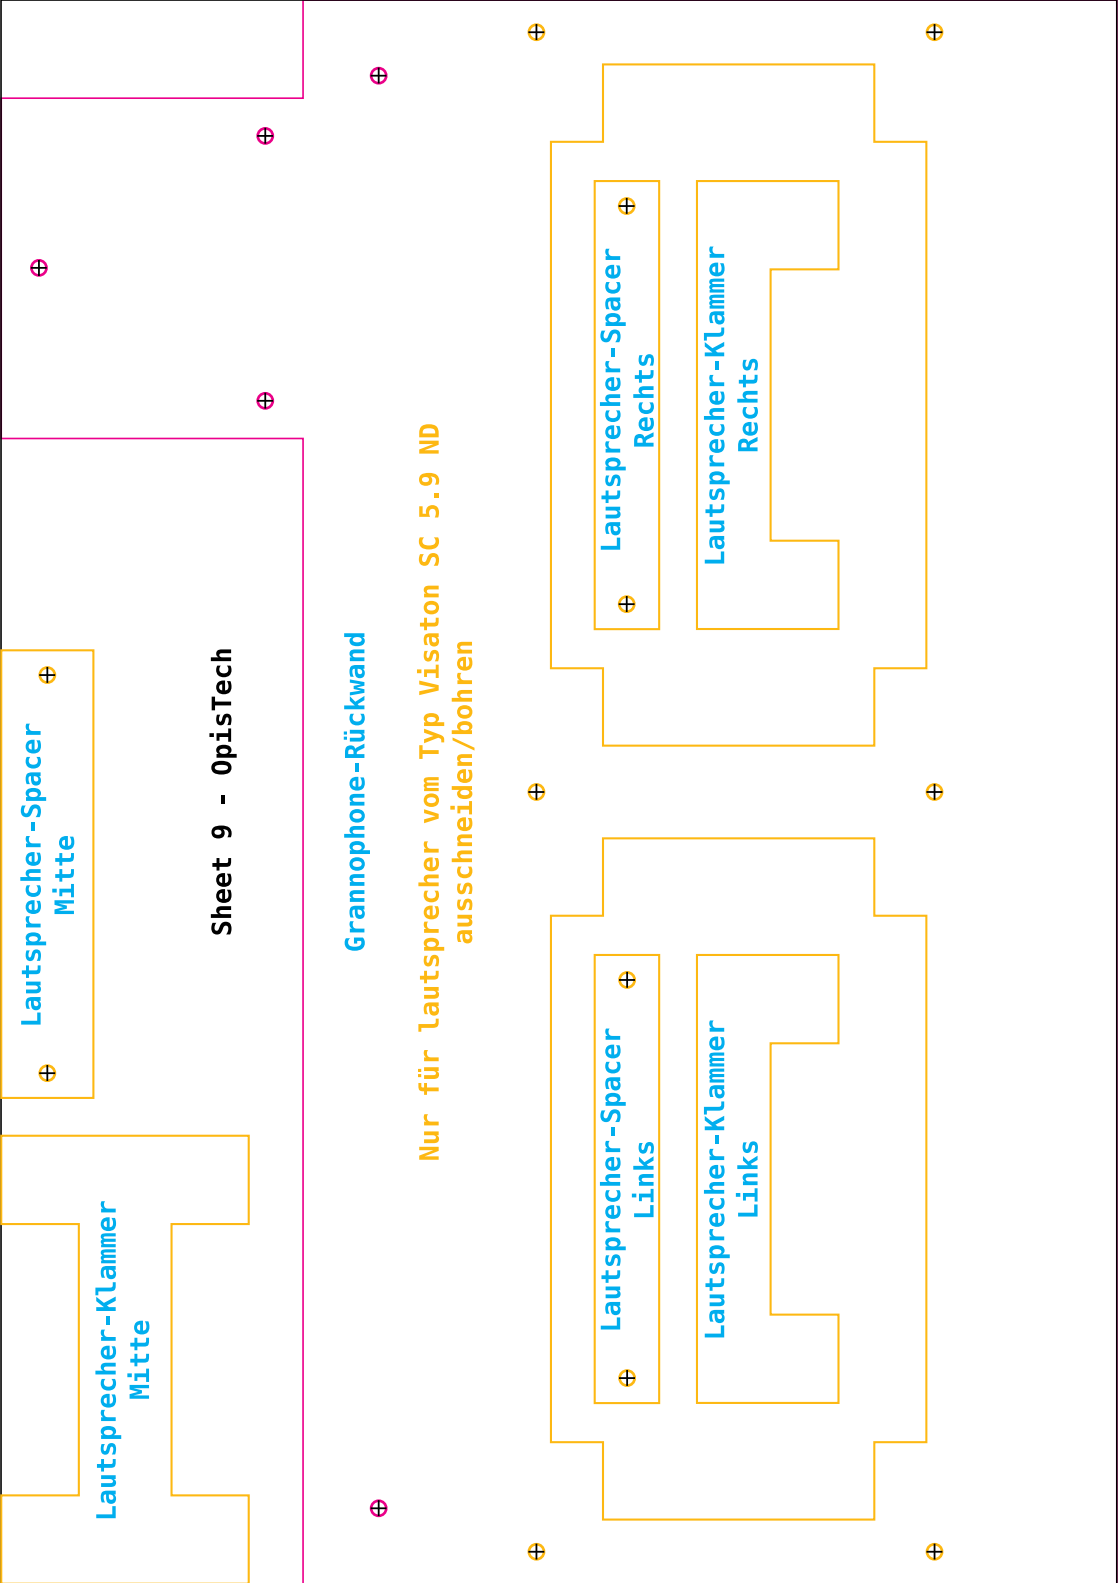 Lautsprecher-Spacer
Mitte
Lautsprecher-Klammer
Mitte
Sheet 9 - OpisTech
Grannophone-Rückwand
Nur für lautsprecher vom Typ Visaton SC 5.9 ND
ausschneiden/bohren
Lautsprecher-Spacer
Rechts
Lautsprecher-Klammer
Rechts
Lautsprecher-Spacer
Links
Lautsprecher-Klammer
Links